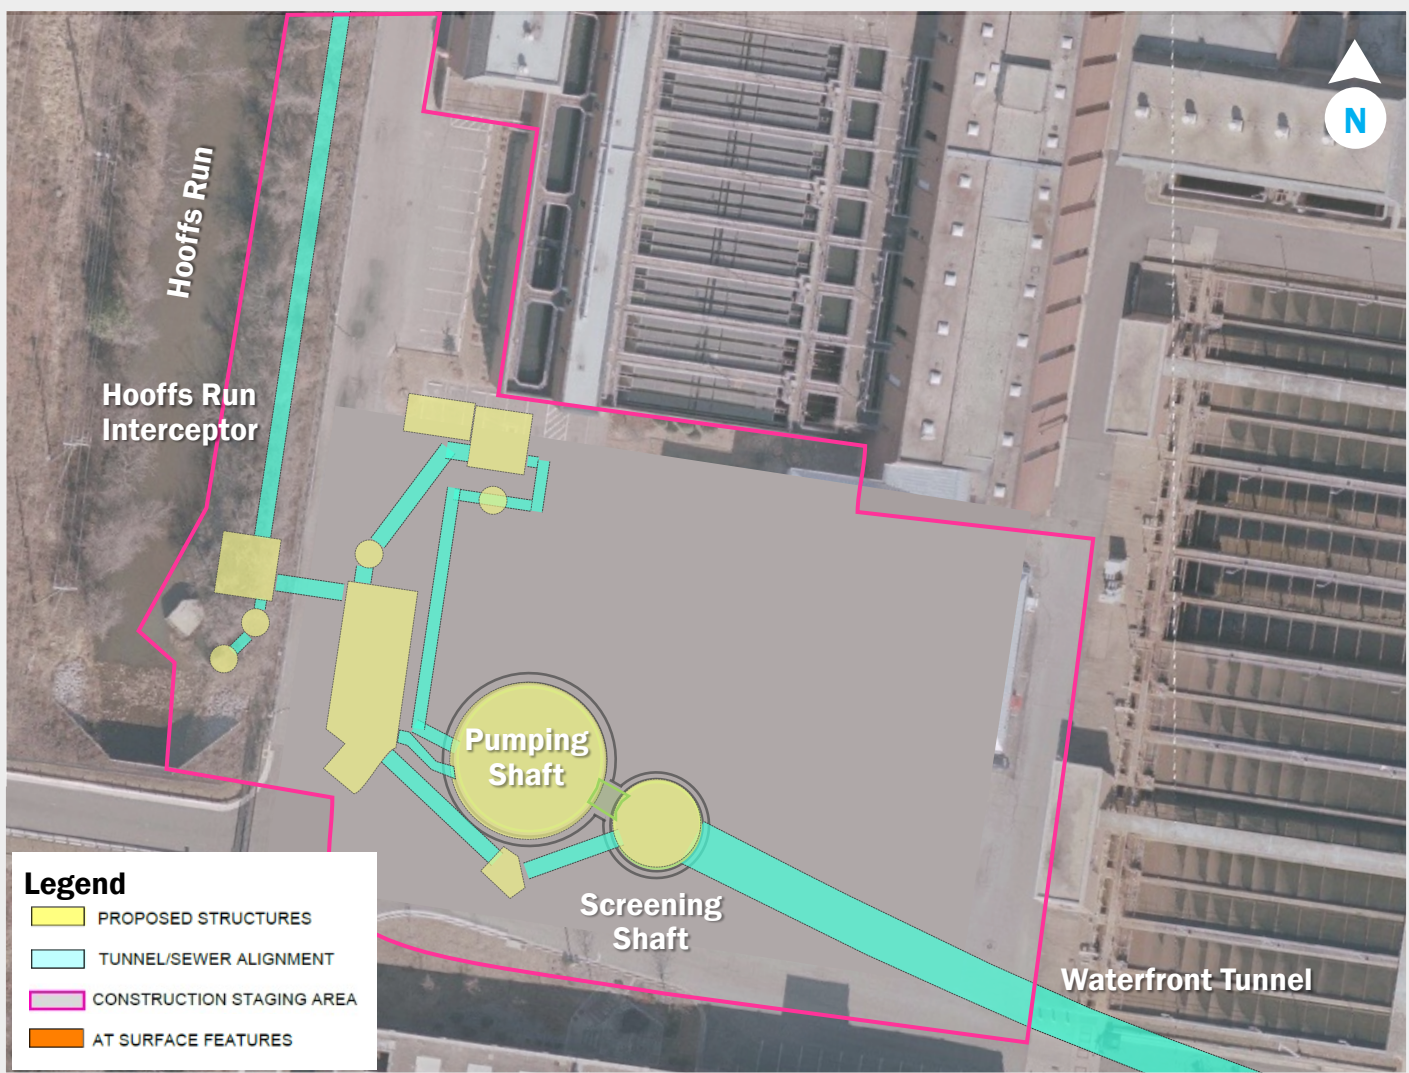 N
Hooffs Run
Hooffs Run
Interceptor
Pumping
Shaft
Screening
Shaft
Waterfront Tunnel
Legend
PROPOSED STRUCTURES
TUNNEL/SEWER ALIGNMENT
CONSTRUCTION STAGING AREA
AT SURFACE FEATURES